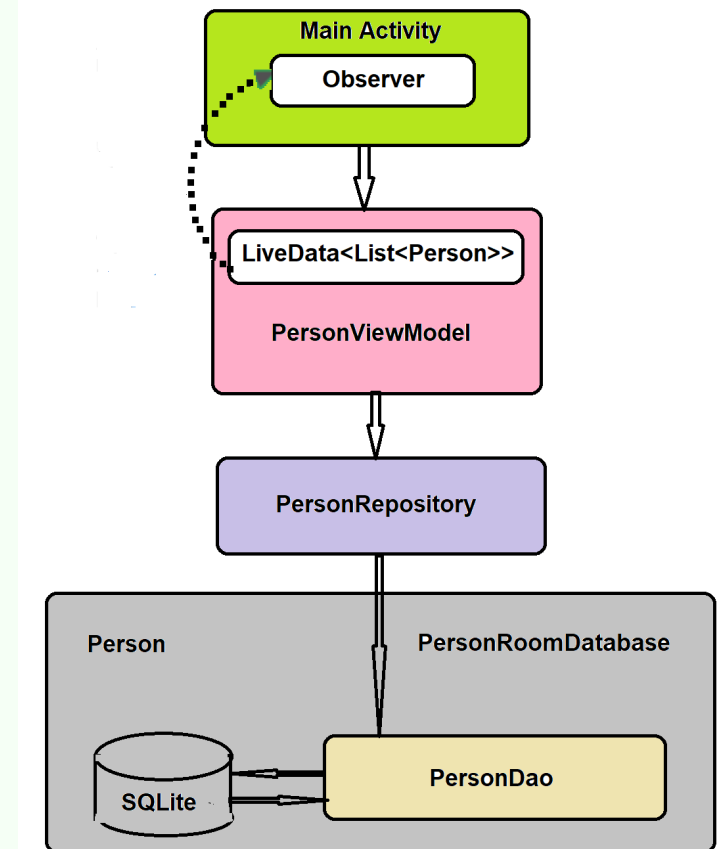 Main Activity
Observer
LiveData<List<Person>>
PersonViewModel
PersonRepository
Person
PersonRoomDatabase
PersonDao
SQLite